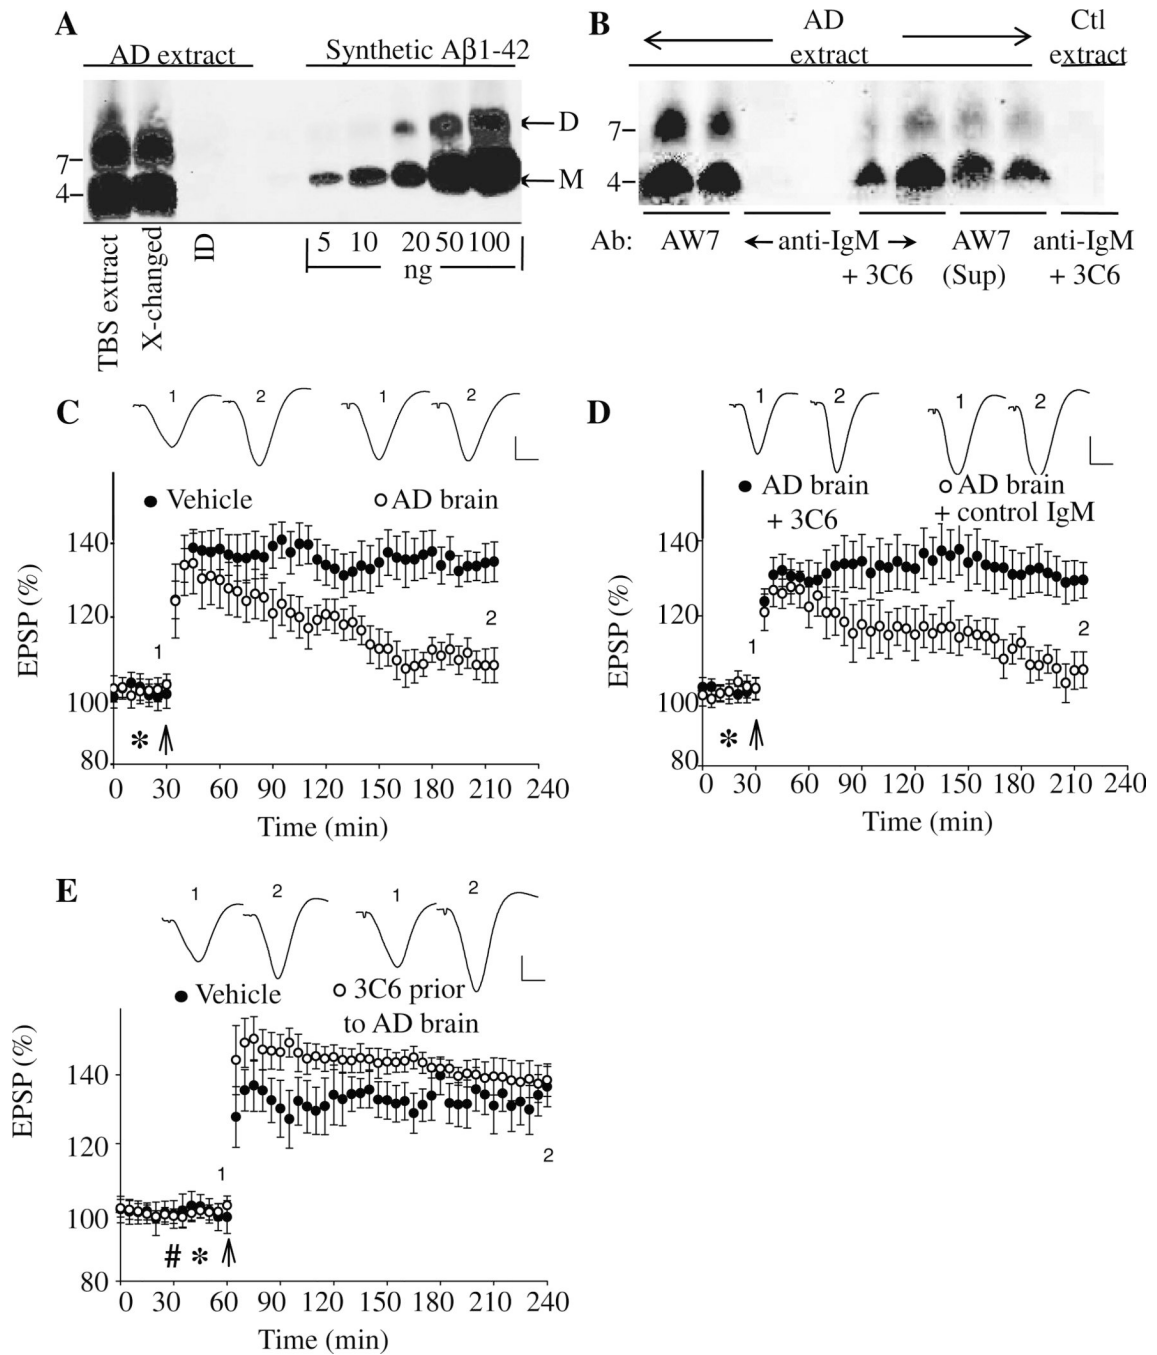 A
AD extract
Synthetic Aβ1-42
D
M
7
4
TBS extract
X-changed
ID
5 10 20 50 100
ng
B
AD
extract
Ctl
extract
7
4
Ab: AW7 anti-IgM AW7 anti-IgM
+ 3C6 (Sup) + 3C6
C
1 2 1 2
Vehicle AD brain
140
120
100
80
EPSP (%)
1
2
*
0 30 60 90 120 150 180 210 240
Time (min)
D
1 2 1 2
AD brain
+ 3C6
AD brain
+ control IgM
140
120
100
80
EPSP (%)
1
2
*
0 30 60 90 120 150 180 210 240
Time (min)
E
1 2 1 2
Vehicle
3C6 prior
to AD brain
140
120
100
80
EPSP (%)
1
2
# *
0 30 60 90 120 150 180 210 240
Time (min)